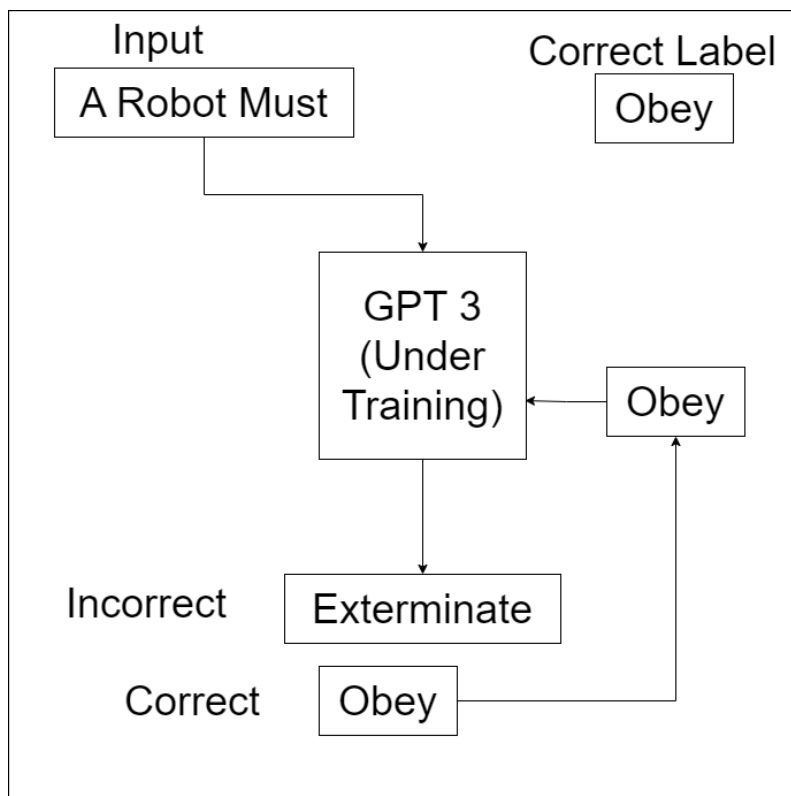 Input
Correct Label
A Robot Must
Obey
GPT 3
(Under
Training)
Obey
Incorrect
Exterminate
Correct
Obey